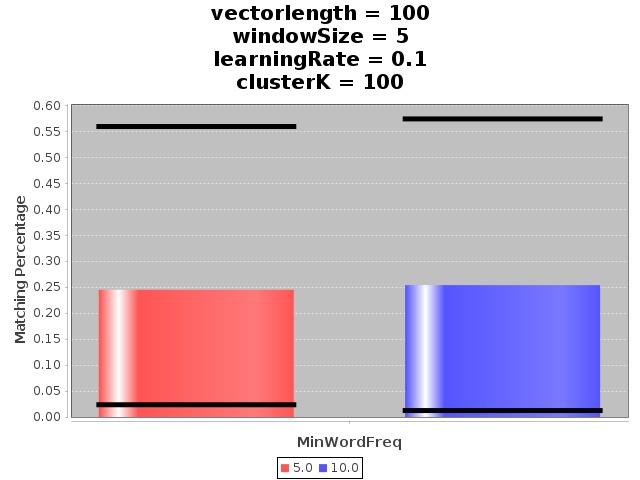 vectorlength = 100
windowSize = 5
learningRate = 0.1
clusterK = 100
0.60
0.55
0.50
0.45
0.40
0.35
0.30
0.25
0.20
0.15
0.10
0.05
0.00
Matching Percentage
MinWordFreq
5.0 10.0